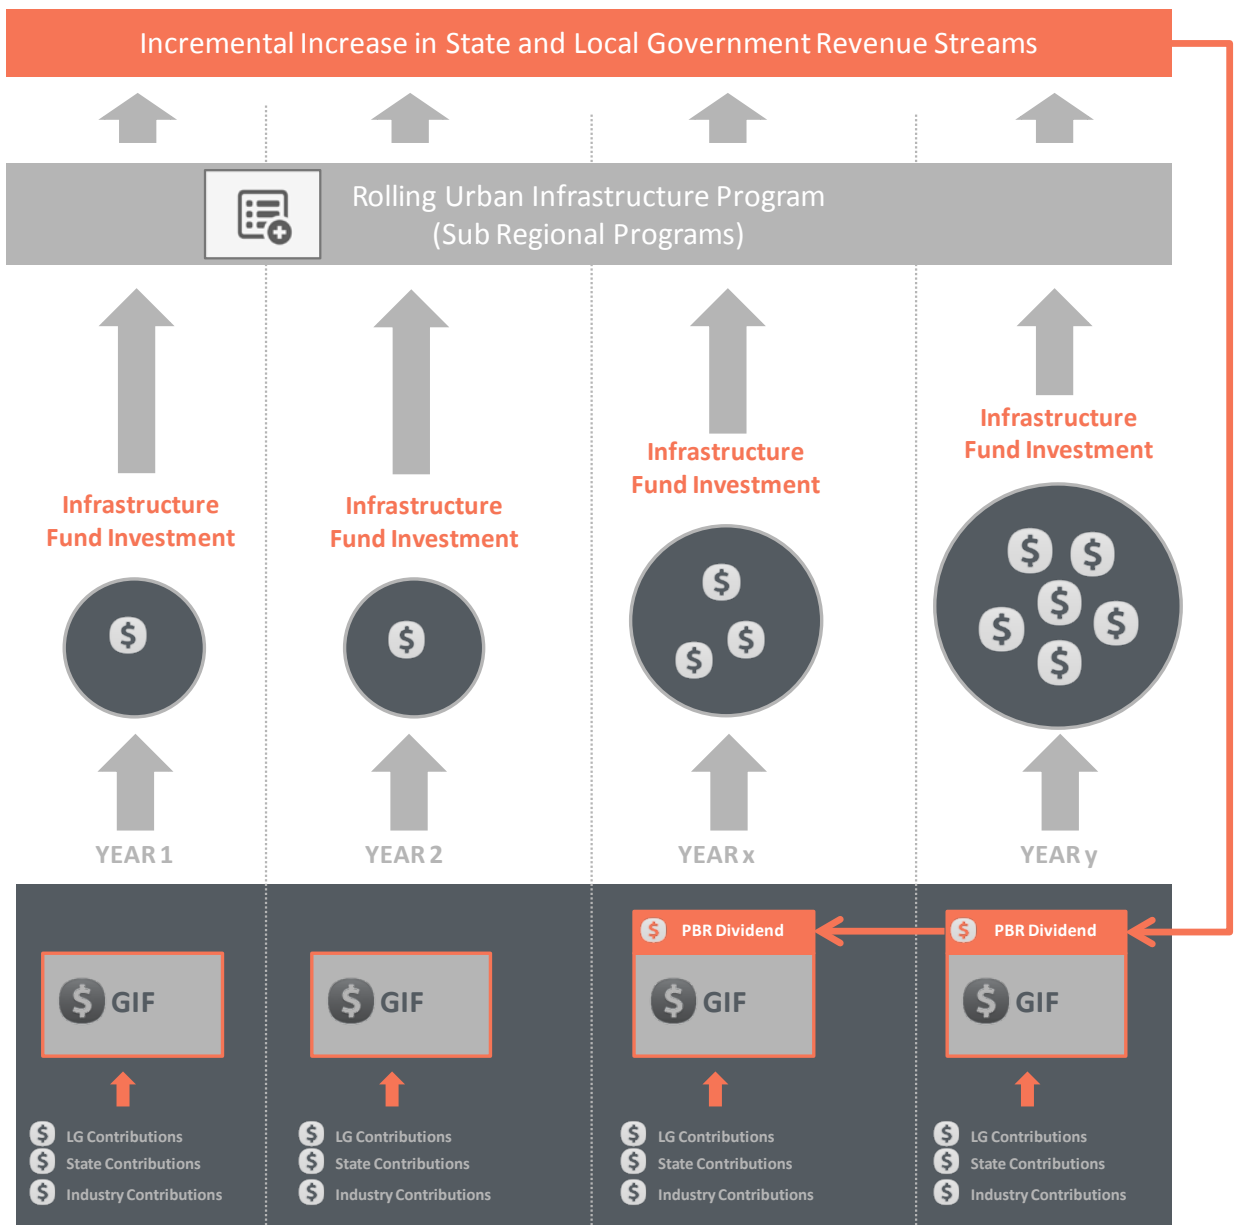 Incremental Increase in State and Local Government Revenue Streams
Rolling Urban Infrastructure Program
(Sub Regional Programs)
Infrastructure
Fund Investment
$
YEAR 1
Infrastructure
Fund Investment
$
YEAR 2
Infrastructure
Fund Investment
$
$
$
YEAR x
Infrastructure
Fund Investment
$
$
$
$
$
$
YEAR y
$ GIF
$ LG Contributions
$ State Contributions
$ Industry Contributions
$ GIF
$ LG Contributions
$ State Contributions
$ Industry Contributions
$ PBR Dividend
$ GIF
$ LG Contributions
$ State Contributions
$ Industry Contributions
$ PBR Dividend
$ GIF
$ LG Contributions
$ State Contributions
$ Industry Contributions